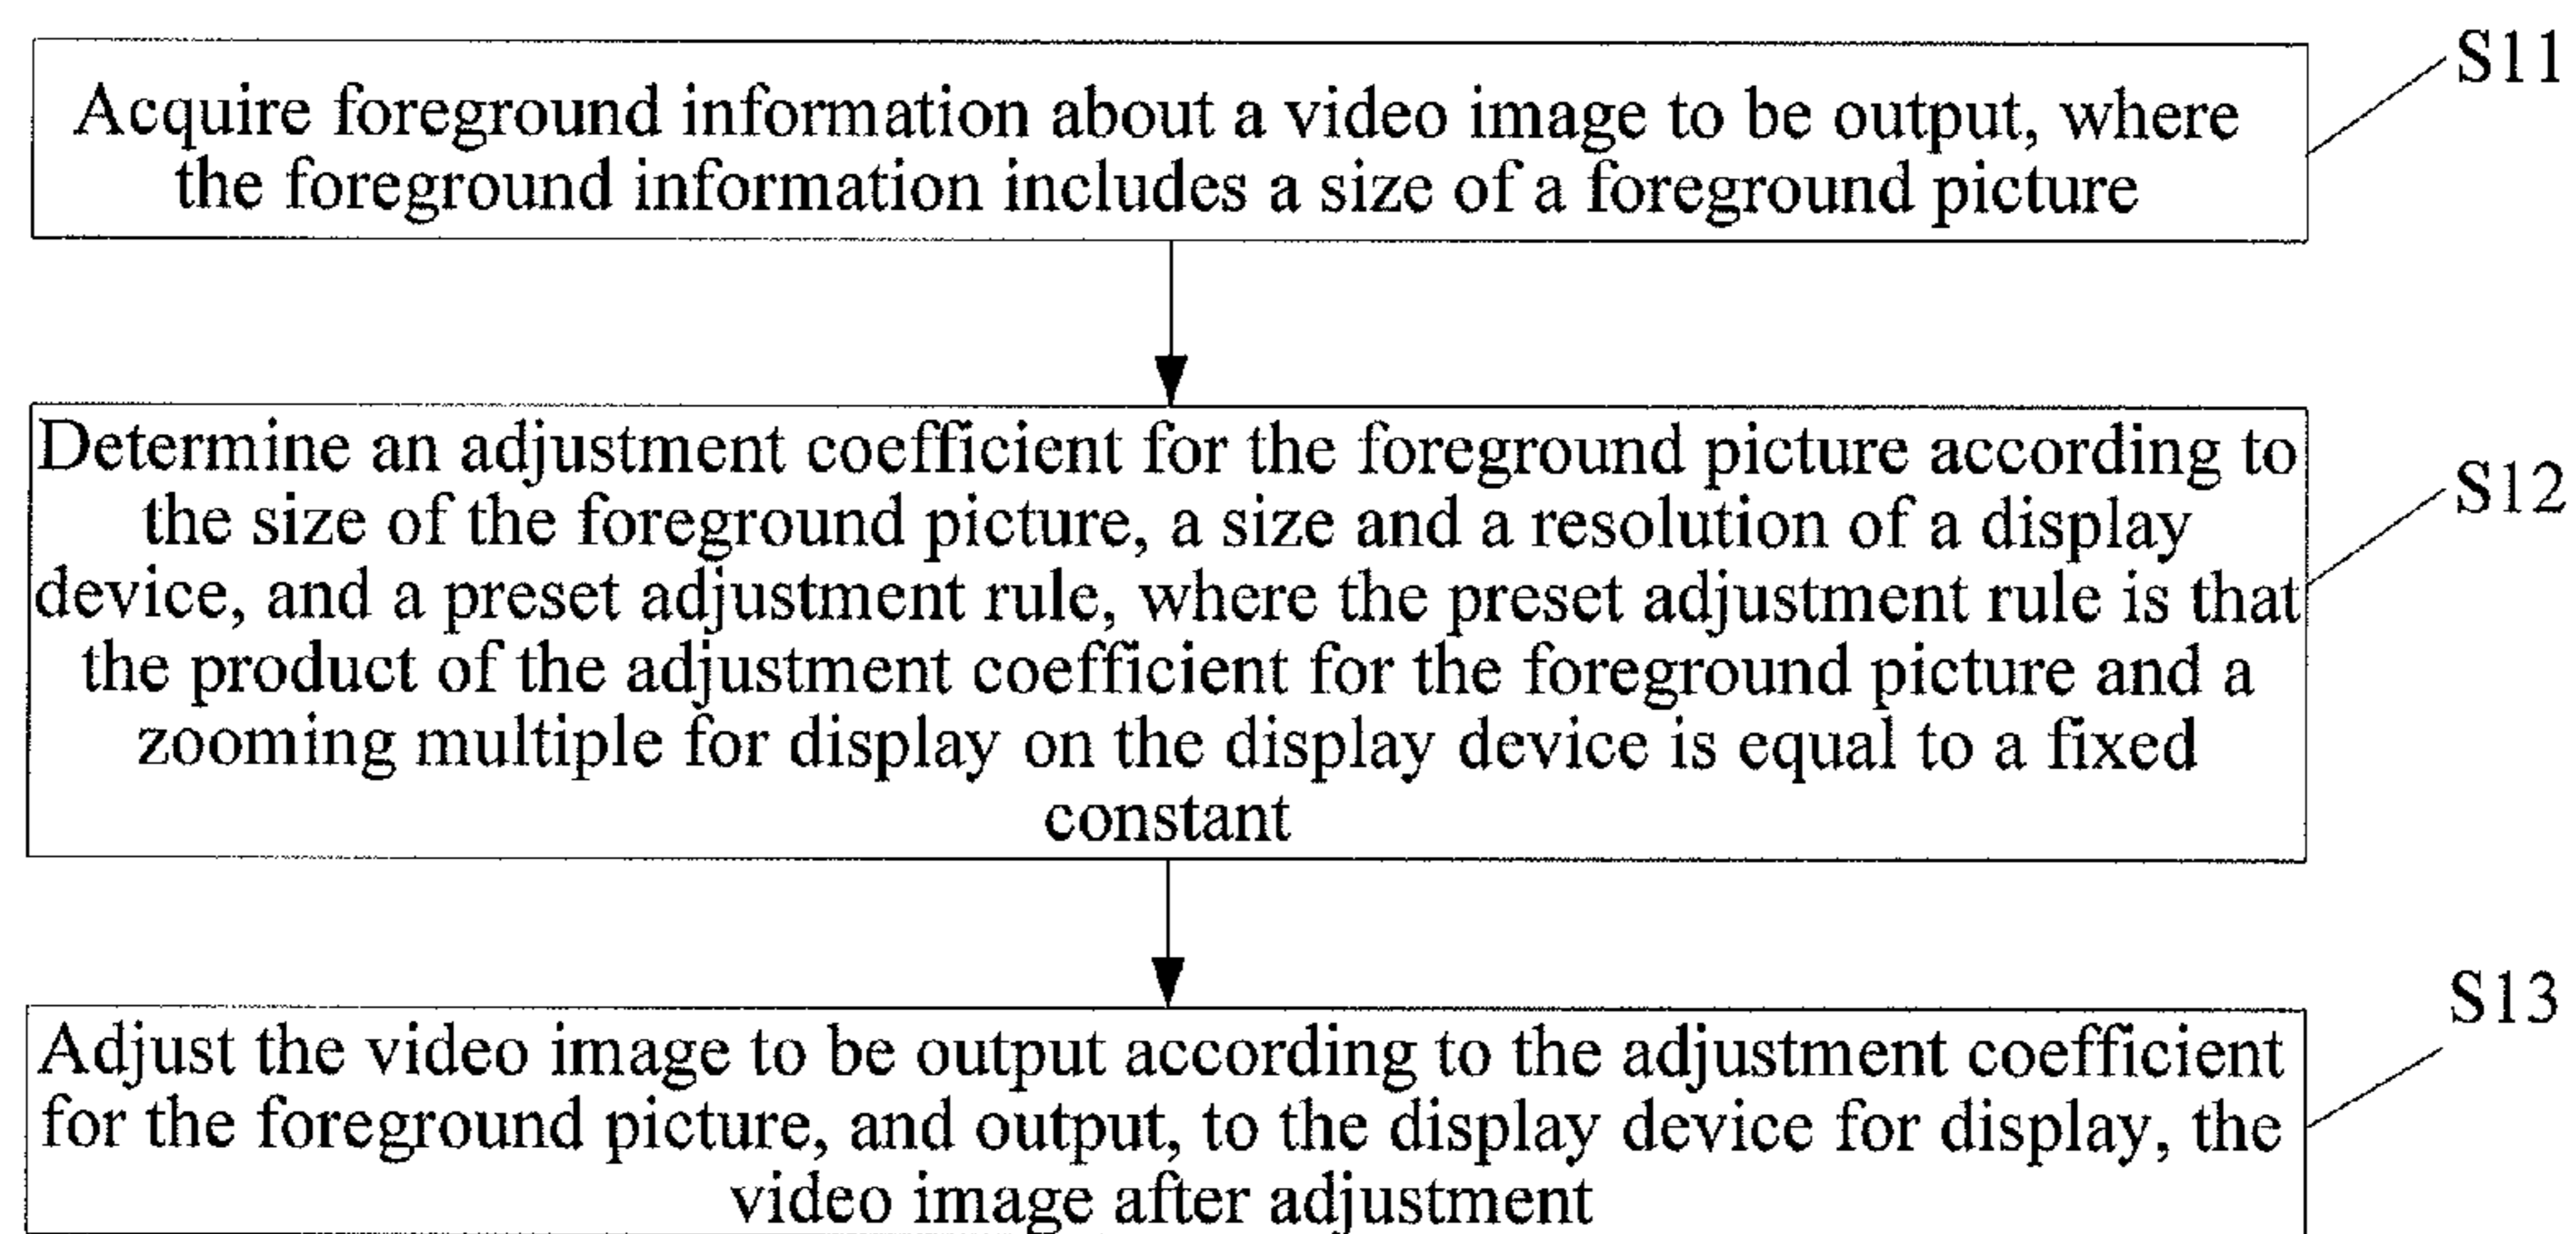 S11
Acquire foreground information about a video image to be output, where
the foreground information includes a size of a foreground picture
Determine an adjustment coefficient for the foreground picture according to
the size of the foreground picture, a size and a resolution of a display
device, and a preset adjustment rule, where the preset adjustment rule is that
the product of the adjustment coefficient for the foreground picture and a
zooming multiple for display on the display device is equal to a fixed
constant
S12
Adjust the video image to be output according to the adjustment coefficient
for the foreground picture, and output, to the display device for display, the
video image after adjustment
S13